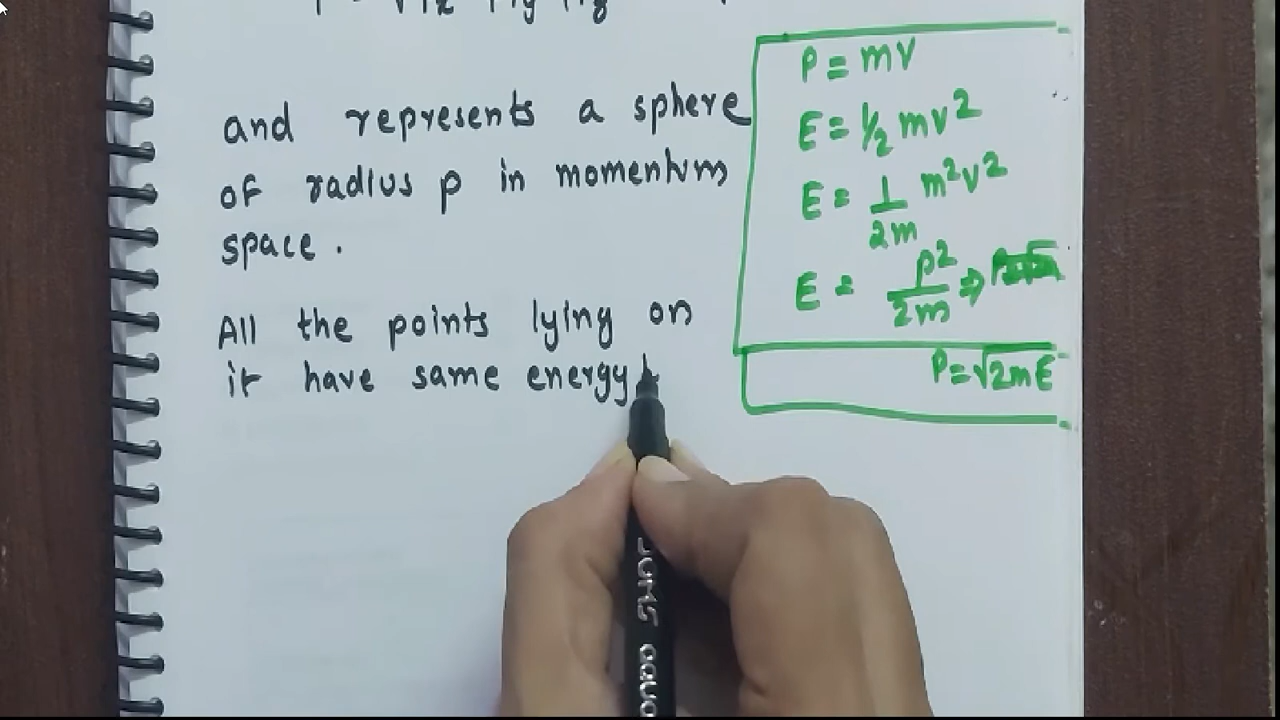 and represents a sphere
of radius p in momentum
space.
All the points lying on
it have same energy
P = mv
E = 1/2 mv²
E = 1/2m m²v²
E = p²/2m ⇒
P = √2mE